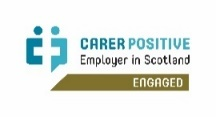 CARER POSITIVE
Employer in Scotland
ENGAGED